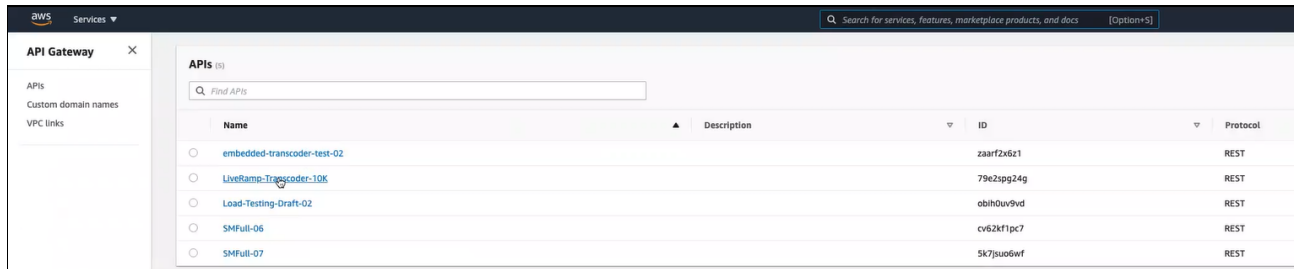 aws Services ▼ Search for services, features, marketplace products, and docs [Option+S]
API Gateway ×
APIs
Custom domain names
VPC links
APIs (5)
Find APIs
Name Description ID Protocol
embedded-transcoder-test-02 zaarf2x6z1 REST
LiveRamp-Transcoder-10K 79e2spg24g REST
Load-Testing-Draft-02 obih0uv9vd REST
SMFull-06 cv62kf1pc7 REST
SMFull-07 5k7jsuo6wf REST